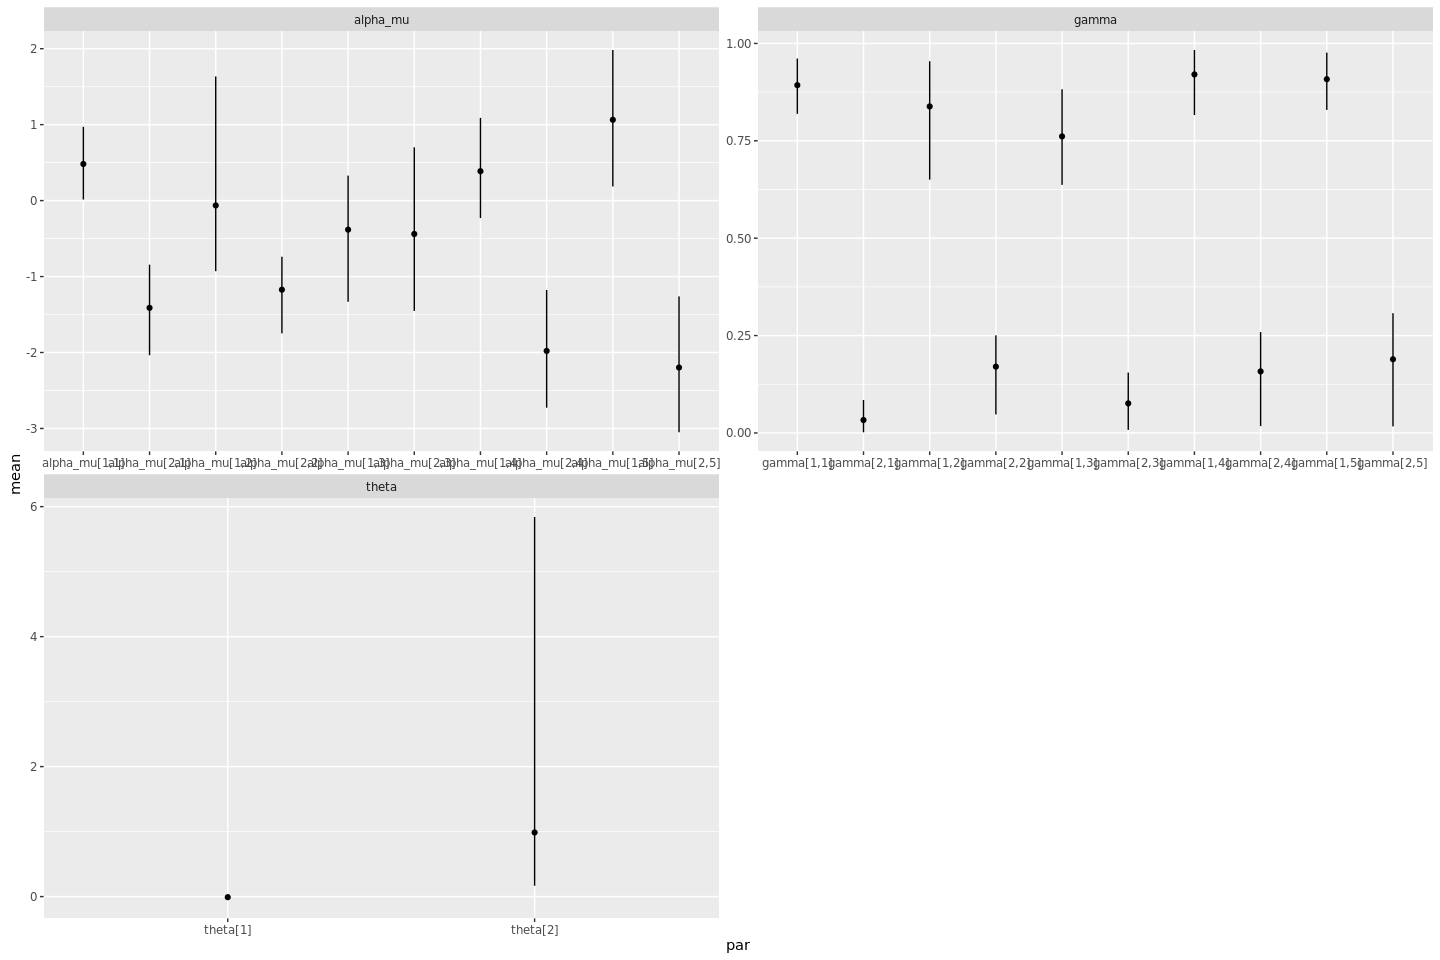 alpha_mu
2
1
0
-1
-2
-3
alpha_mu[1,1] alpha_mu[2,1] alpha_mu[1,2] alpha_mu[2,2] alpha_mu[1,3] alpha_mu[2,3] alpha_mu[1,4] alpha_mu[2,4] alpha_mu[1,5] alpha_mu[2,5]
gamma
1.00
0.75
0.50
0.25
0.00
gamma[1,1] gamma[2,1] gamma[1,2] gamma[2,2] gamma[1,3] gamma[2,3] gamma[1,4] gamma[2,4] gamma[1,5] gamma[2,5]
mean
theta
6
4
2
0
theta[1] theta[2]
par